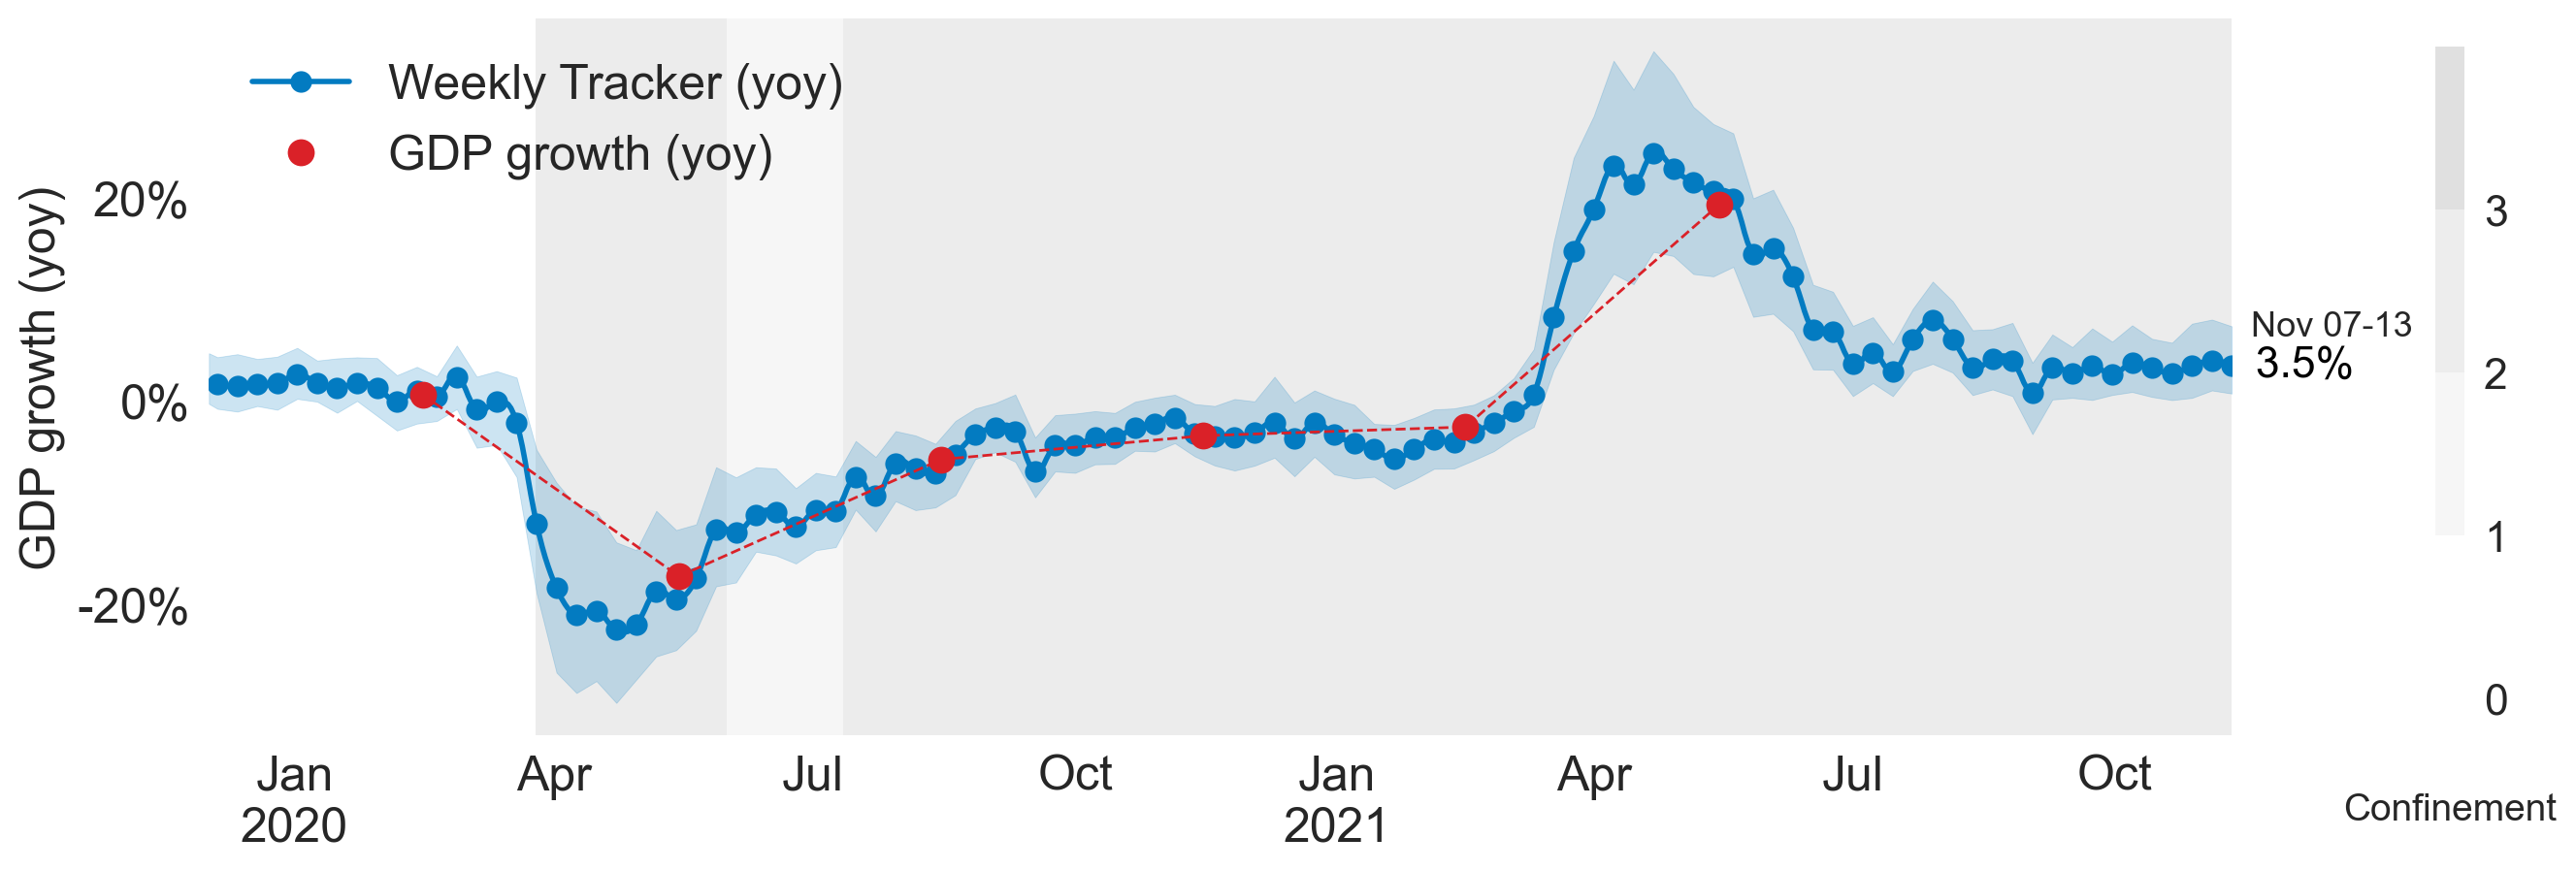 Weekly Tracker (yoy)
GDP growth (yoy)
GDP growth (yoy)
20%
0%
-20%
Jan
2020
Apr
Jul
Oct
Jan
2021
Apr
Jul
Oct
Nov 07-13
3.5%
3
2
1
0
Confinement